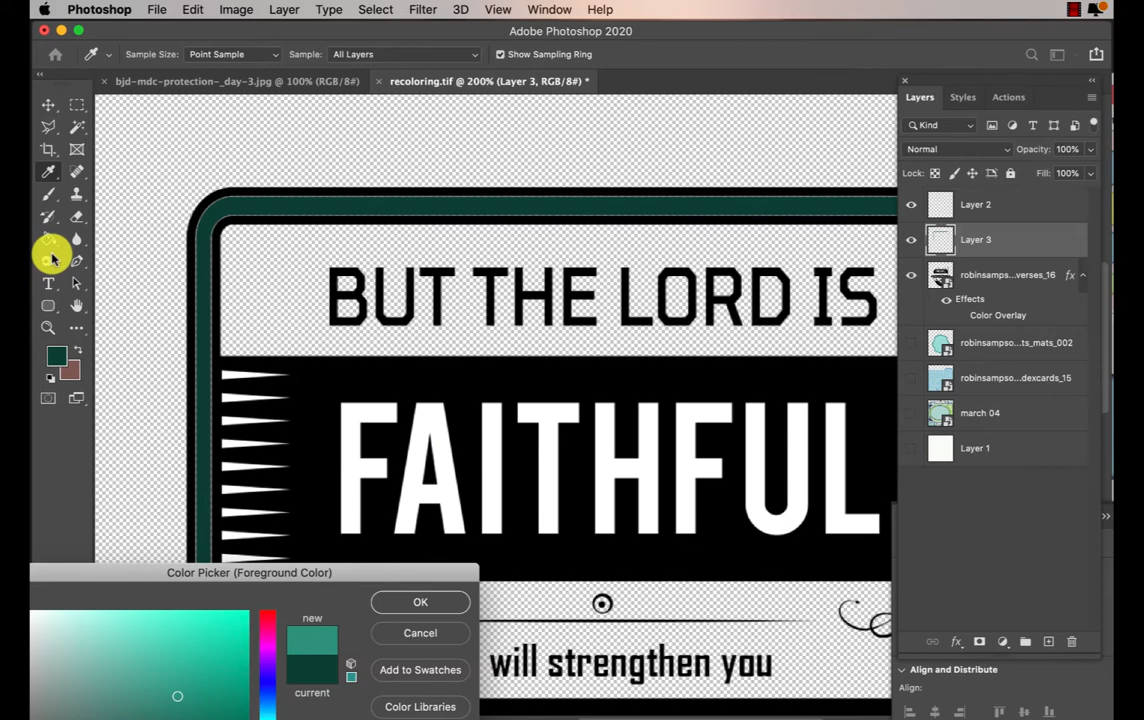 Photoshop File Edit Image Layer Type Select Filter 3D View Window Help
Adobe Photoshop 2020
Sample Size: Point Sample Sample: All Layers Show Sampling Ring
× bjd-mdc-protection-_day-3.jpg @ 100% (RGB/8#) × recoloring.tif @ 200% (Layer 3, RGB/8#) *
Layers Styles Actions
Kind
Normal Opacity: 100%
Lock: Fill: 100%
Layer 2
Layer 3
robinsamps...verses_16 fx
Effects
Color Overlay
robinsampso...ts_mats_002
robinsampso...dexcards_15
march 04
Layer 1
fx
Align and Distribute
Align:
BUT THE LORD IS
FAITHFUL
will strengthen you
Color Picker (Foreground Color)
new
current
OK
Cancel
Add to Swatches
Color Libraries